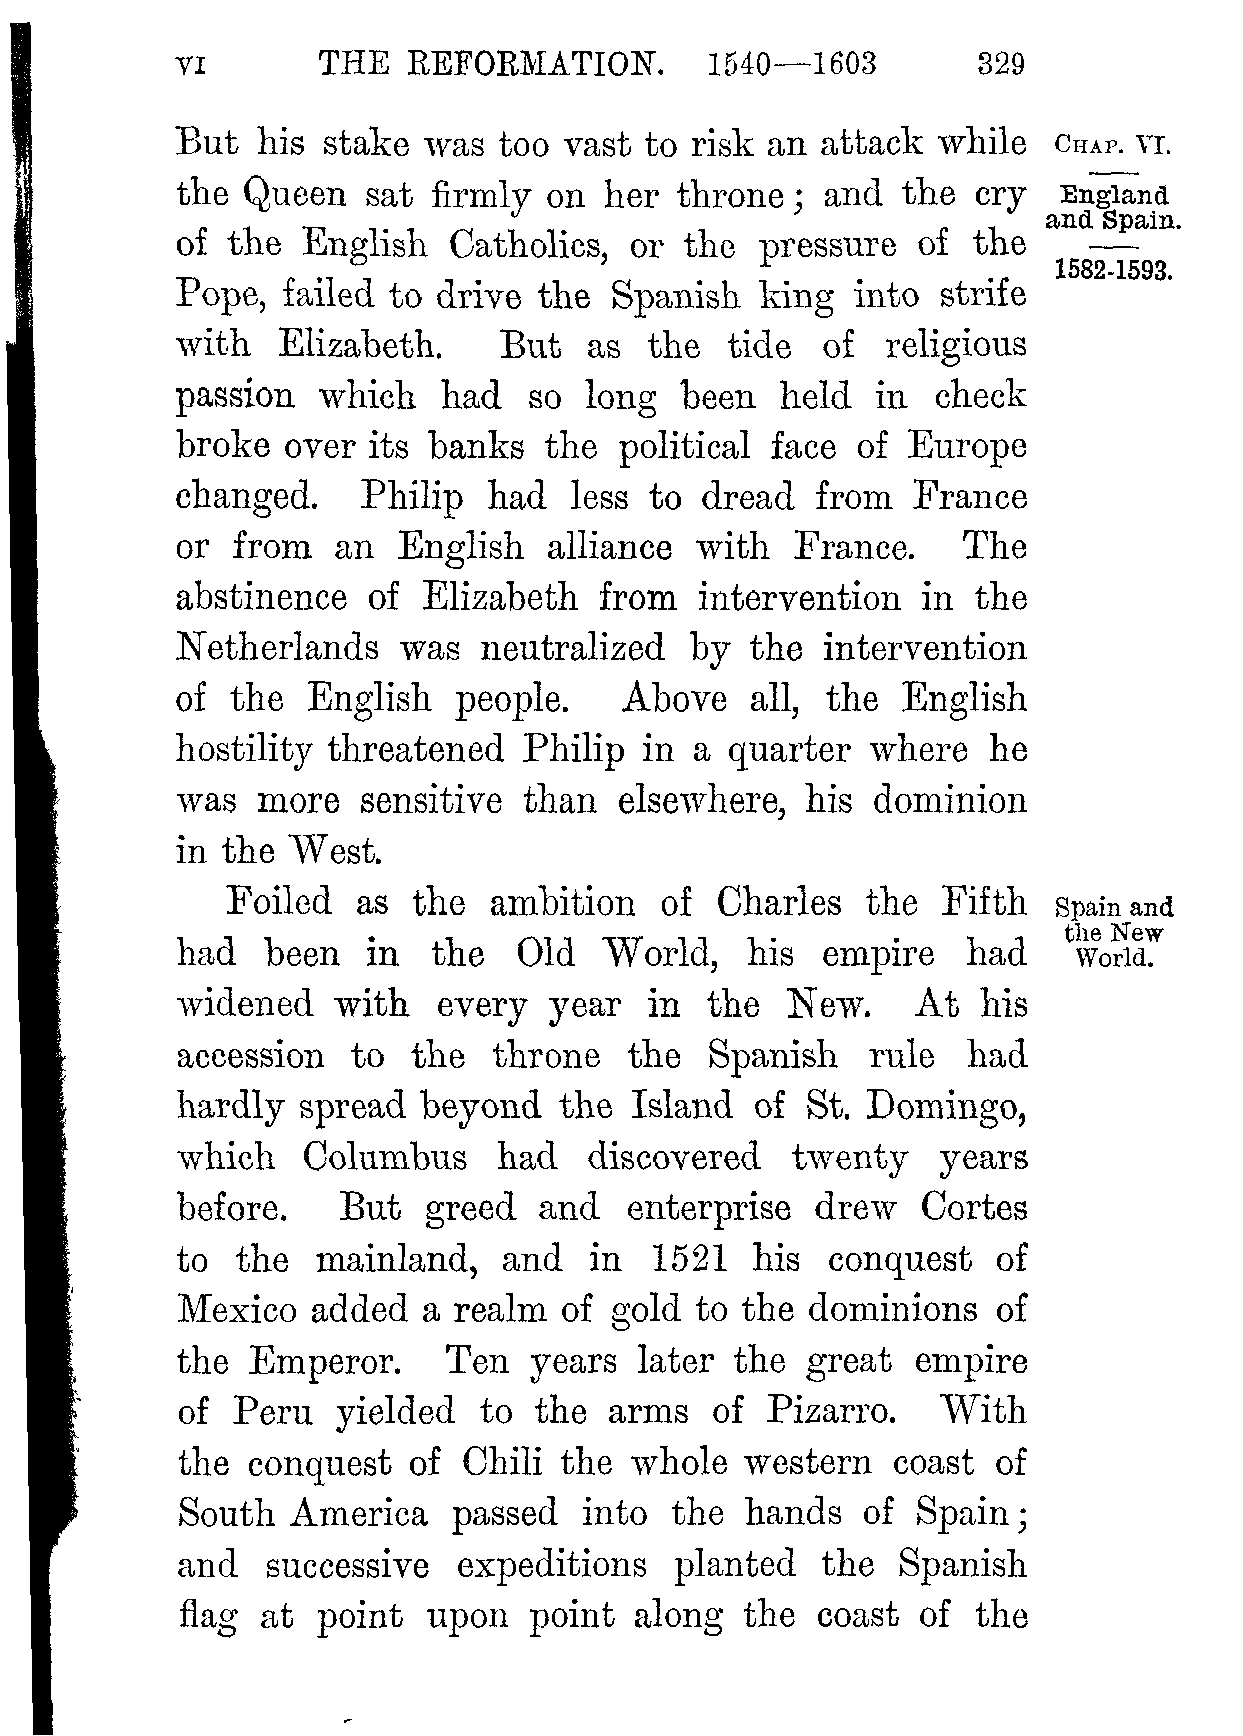 VI THE REFORMATION. 1540—1603 329
But his stake was too vast to risk an attack while
the Queen sat firmly on her throne; and the cry
of the English Catholics, or the pressure of the
Pope, failed to drive the Spanish king into strife
with Elizabeth. But as the tide of religious
passion which had so long been held in check
broke over its banks the political face of Europe
changed. Philip had less to dread from France
or from an English alliance with France. The
abstinence of Elizabeth from intervention in the
Netherlands was neutralized by the intervention
of the English people. Above all, the English
hostility threatened Philip in a quarter where he
was more sensitive than elsewhere, his dominion
in the West.
Foiled as the ambition of Charles the Fifth
had been in the Old World, his empire had
widened with every year in the New. At his
accession to the throne the Spanish rule had
hardly spread beyond the Island of St. Domingo,
which Columbus had discovered twenty years
before. But greed and enterprise drew Cortes
to the mainland, and in 1521 his conquest of
Mexico added a realm of gold to the dominions of
the Emperor. Ten years later the great empire
of Peru yielded to the arms of Pizarro. With
the conquest of Chili the whole western coast of
South America passed into the hands of Spain;
and successive expeditions planted the Spanish
flag at point upon point along the coast of the
CHAP. VI.
England
and Spain.
1582-1593.
Spain and
the New
World.